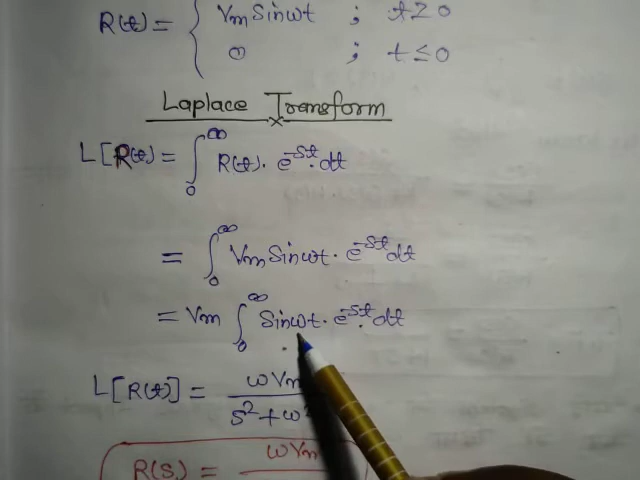 R(t) = { Vm Sinωt ; t ≥ 0
0 ; t ≤ 0
Laplace Transform
L[R(t) = ∫₀^∞ R(t) · e^-st · dt
= ∫₀^∞ Vm Sinωt · e^-st dt
= Vm ∫₀^∞ Sinωt · e^-st · dt
L[R(t)] = ωVm / s² + ω²
R(s) = ωVm